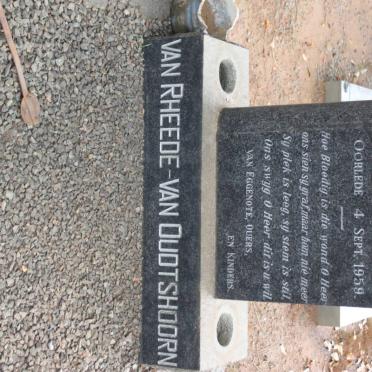 OORLEDE 4 SEPT. 1959
Hoe Bloedig is die wond O Heer
ons sien sy graf, maar hom nie meer
Sy plek is leeg, sy stem is stil,
Ons swyg O Heer dit is u wil.
VAN EGGENOTE, OUERS,
EN KINDERS.
VAN RHEEDE-VAN OUDTSHOORN